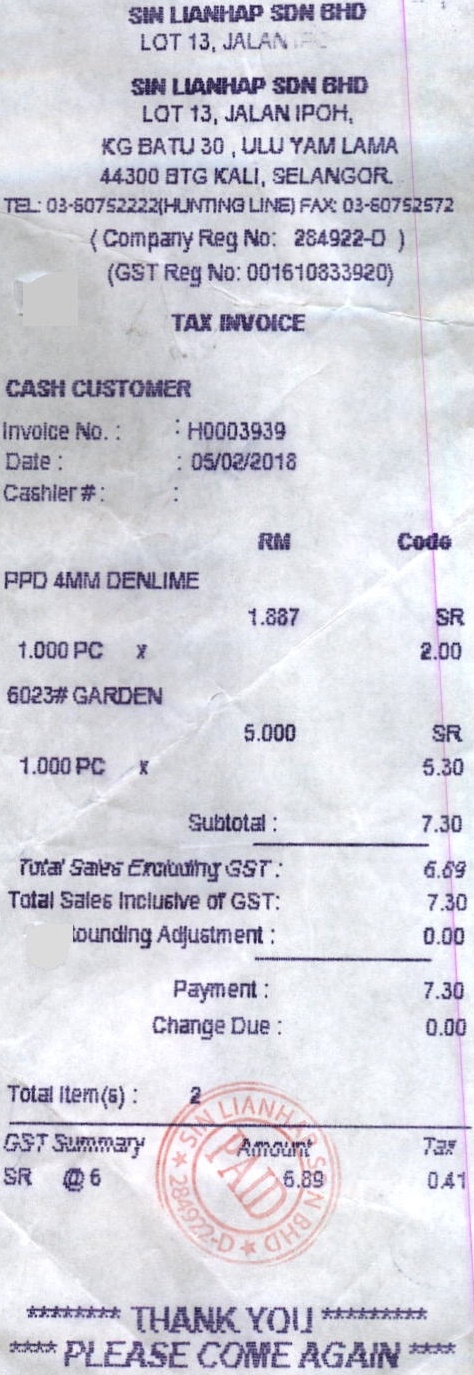 SIN LIANHAP SDN BHD
LOT 13, JALAN IPO
SIN LIANHAP SDN BHD
LOT 13, JALAN IPOH,
KG BATU 30 , ULU YAM LAMA
44300 BTG KALI, SELANGOR.
TEL: 03-60752222(HUNTING LINE) FAX: 03-60752572
( Company Reg No: 284922-D )
(GST Reg No: 001610833920)
TAX INVOICE
CASH CUSTOMER
Invoice No. : : H0003939
Date : : 05/02/2018
Cashier # : :
RM Code
PPD 4MM DENLIME
1.887 SR
1.000 PC x 2.00
6023# GARDEN
5.000 SR
1.000 PC x 5.30
Subtotal : 7.30
Total Sales Excluding GST : 6.89
Total Sales Inclusive of GST: 7.30
ounding Adjustment : 0.00
Payment : 7.30
Change Due : 0.00
Total Item(s) : 2
GST Summary Amount Tax
SR @ 6 6.89 0.41
SIN LIANHAP SDN BHD
PAID
★ 284922-D ★
******** THANK YOU *********
**** PLEASE COME AGAIN ****